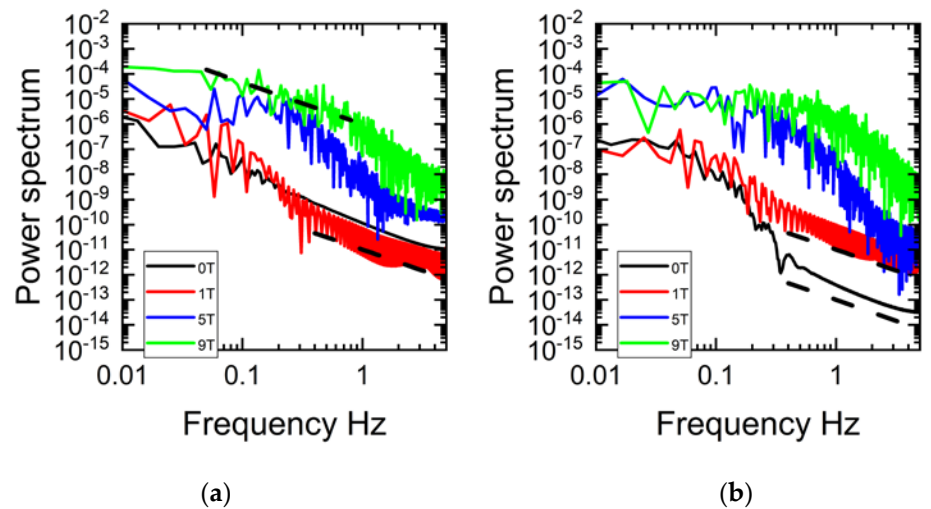 10⁻²
10⁻³
10⁻⁴
10⁻⁵
10⁻⁶
10⁻⁷
10⁻⁸
10⁻⁹
10⁻¹⁰
10⁻¹¹
10⁻¹²
10⁻¹³
10⁻¹⁴
10⁻¹⁵
Power spectrum
0T
1T
5T
9T
0.01
0.1
1
Frequency Hz
(a)
10⁻²
10⁻³
10⁻⁴
10⁻⁵
10⁻⁶
10⁻⁷
10⁻⁸
10⁻⁹
10⁻¹⁰
10⁻¹¹
10⁻¹²
10⁻¹³
10⁻¹⁴
10⁻¹⁵
Power spectrum
0T
1T
5T
9T
0.01
0.1
1
Frequency Hz
(b)